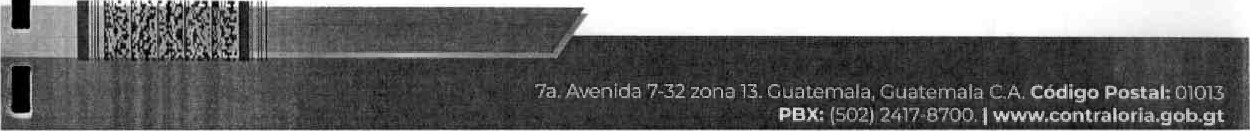 7a. Avenida 7-32 zona 13. Guatemala, Guatemala C.A. Código Postal: 01013
PBX: (502) 2417-8700. | www.contraloria.gob.gt